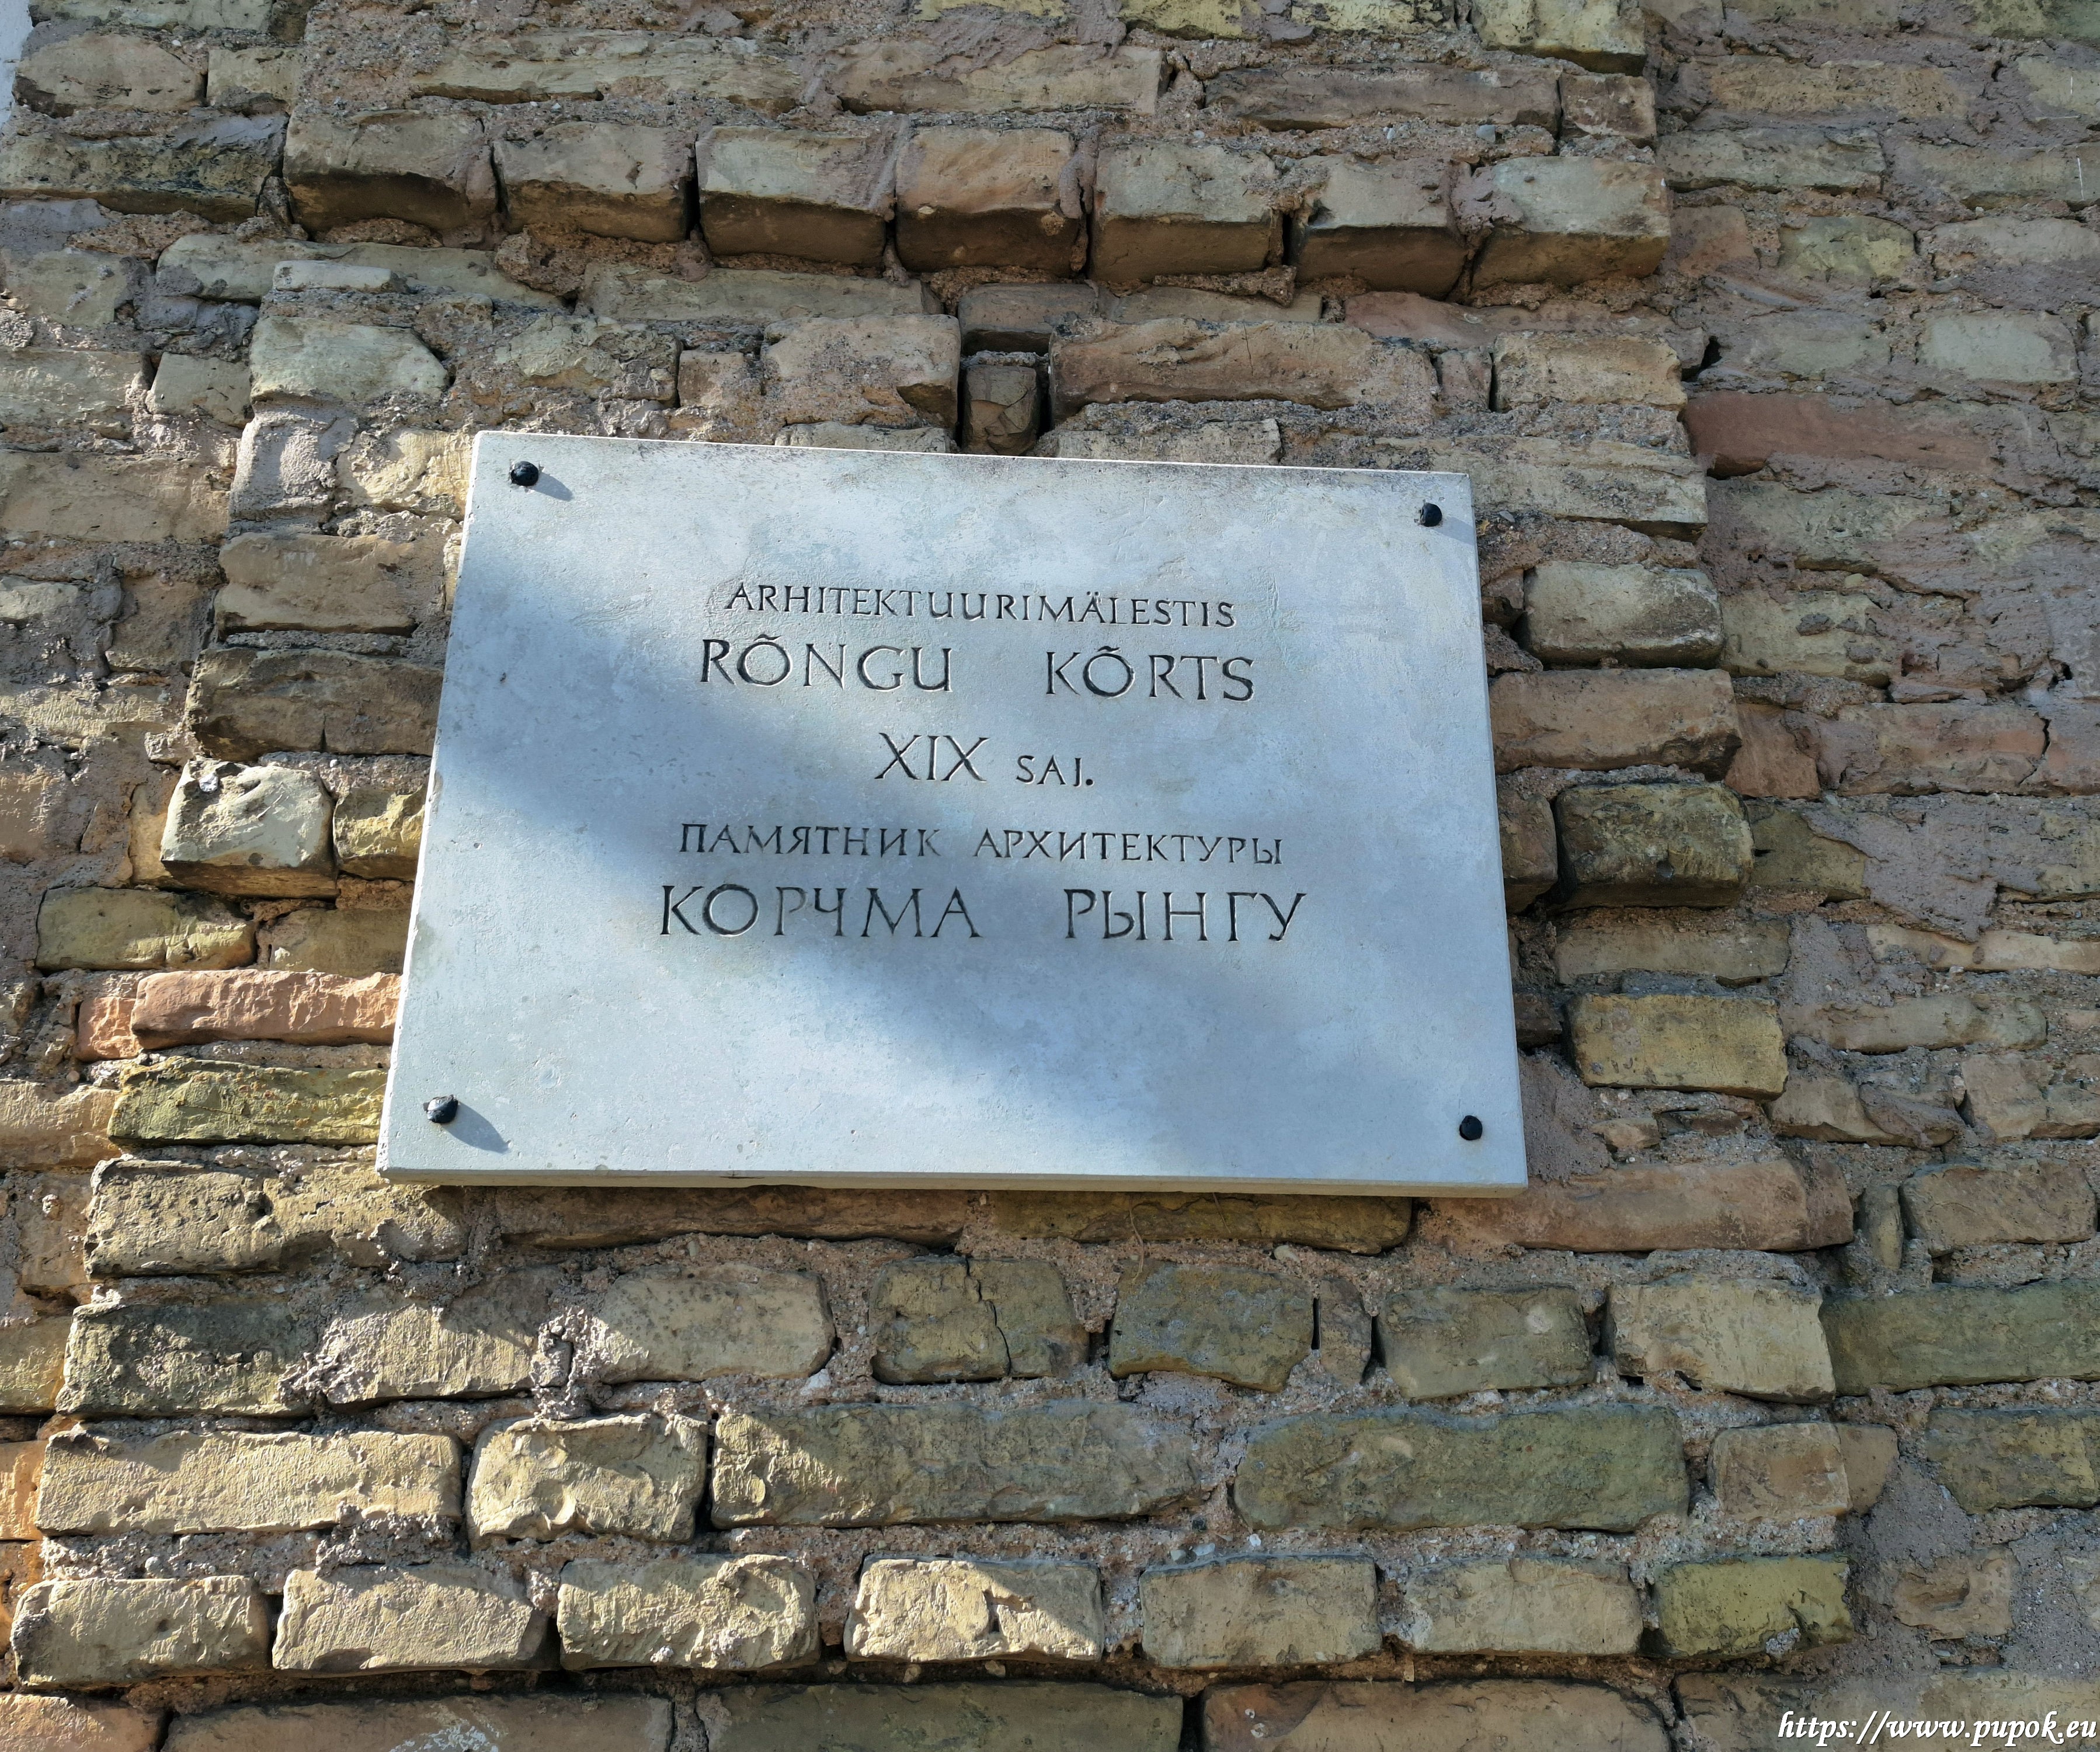 ARHITEKTUURIMÄLESTIS
RÕNGU KÕRTS
XIX SAJ.
ПАМЯТНИК АРХИТЕКТУРЫ
КОРЧМА РЫНГУ
https://www.pupok.eu